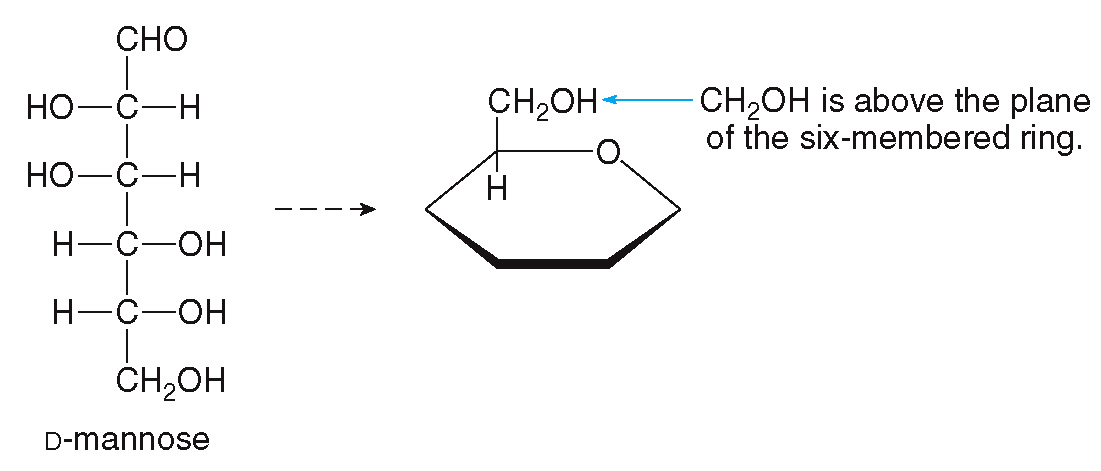 CHO
HO—C—H
HO—C—H
H—C—OH
H—C—OH
CH₂OH
D-mannose
CH₂OH
O
H
CH₂OH is above the plane
of the six-membered ring.